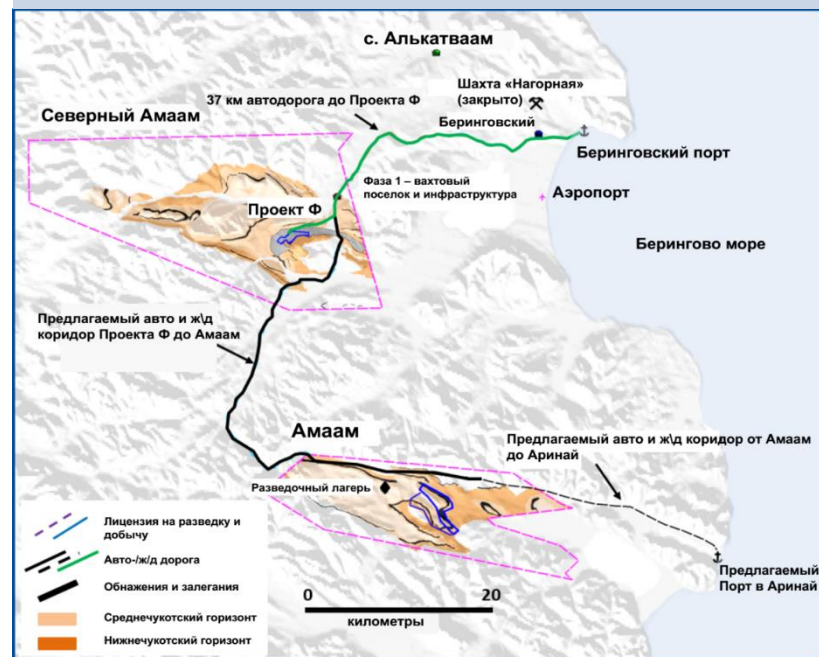 с. Алькатваам
Шахта «Нагорная»
(закрыто)
37 км автодорога до Проекта Ф
Северный Амаам
Беринговский
Беринговский порт
Фаза 1 – вахтовый
поселок и инфраструктура
Аэропорт
Проект Ф
Берингово море
Предлагаемый авто и ж\д
коридор Проекта Ф до Амаам
Амаам
Предлагаемый авто и ж\д коридор от Амаам
до Аринай
Разведочный лагерь
Лицензия на разведку и
добычу
Авто-/ж/д дорога
Обнажения и залегания
Среднечукотский горизонт
Нижнечукотский горизонт
0 20
километры
Предлагаемый
Порт в Аринай